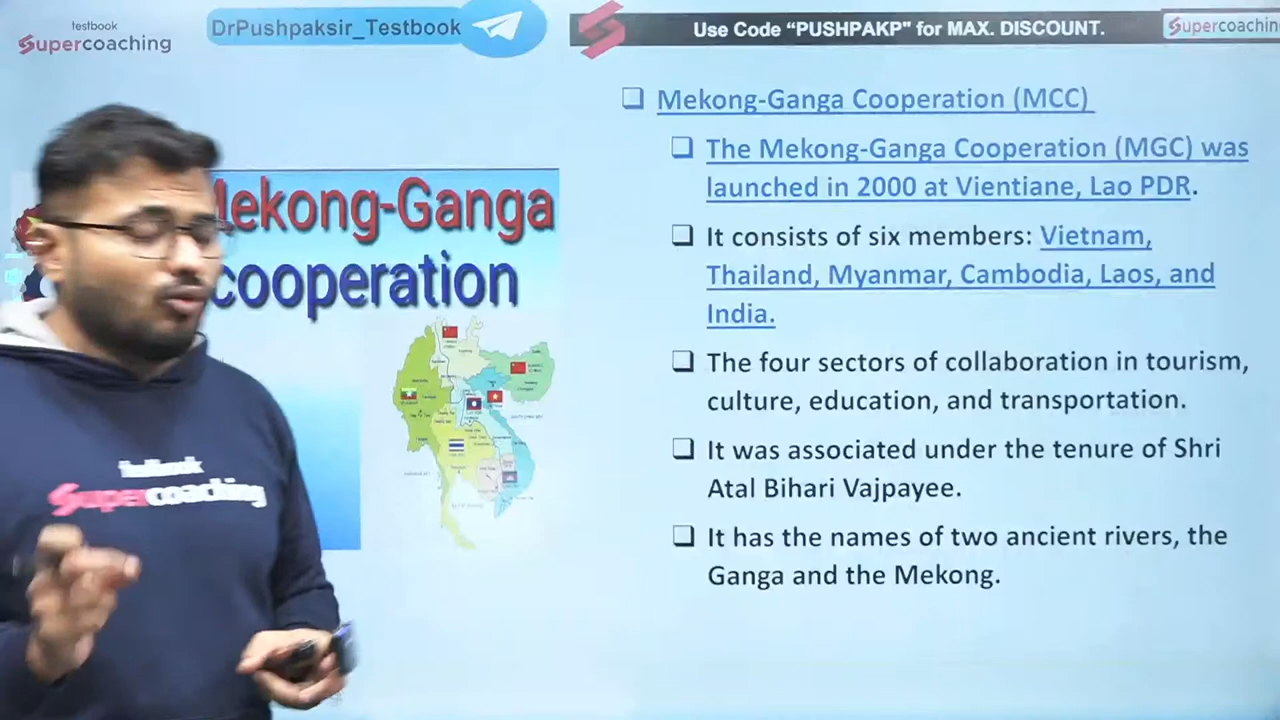 testbook
Supercoaching
DrPushpaksir_Testbook
Use Code “PUSHPAKP" for MAX. DISCOUNT.
Supercoachin
Mekong-Ganga
cooperation
testbook
Supercoaching
❑ Mekong-Ganga Cooperation (MCC)
❑ The Mekong-Ganga Cooperation (MGC) was
launched in 2000 at Vientiane, Lao PDR.
❑ It consists of six members: Vietnam,
Thailand, Myanmar, Cambodia, Laos, and
India.
❑ The four sectors of collaboration in tourism,
culture, education, and transportation.
❑ It was associated under the tenure of Shri
Atal Bihari Vajpayee.
❑ It has the names of two ancient rivers, the
Ganga and the Mekong.